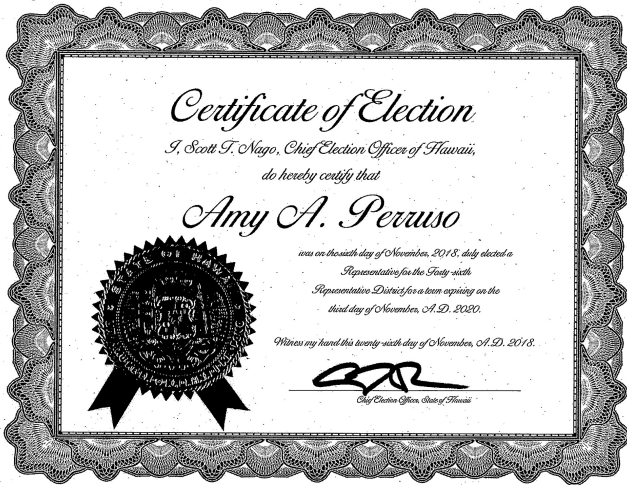 Certificate of Election
I, Scott T. Nago, Chief Election Officer of Hawaii,
do hereby certify that
Amy A. Perruso
was on the sixth day of November, 2018, duly elected a
Representative for the Forty-sixth
Representative District for a term expiring on the
third day of November, A.D. 2020.
Witness my hand this twenty-sixth day of November, A.D. 2018.
Chief Election Officer, State of Hawaii